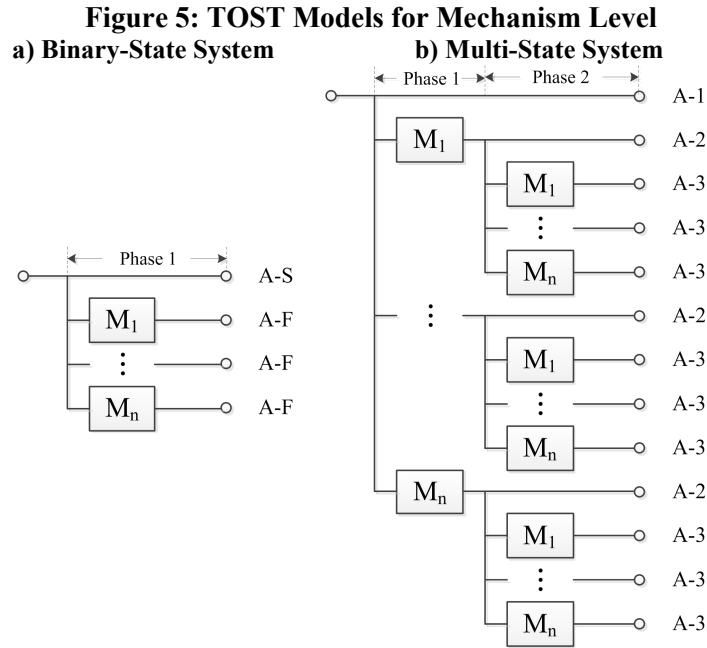 Figure 5: TOST Models for Mechanism Level
a) Binary-State System
Phase 1
A-S
M1
A-F
⋮
A-F
Mn
A-F
b) Multi-State System
Phase 1
Phase 2
A-1
M1
A-2
M1
A-3
⋮
A-3
Mn
A-3
⋮
A-2
M1
A-3
⋮
A-3
Mn
A-3
Mn
A-2
M1
A-3
⋮
A-3
Mn
A-3